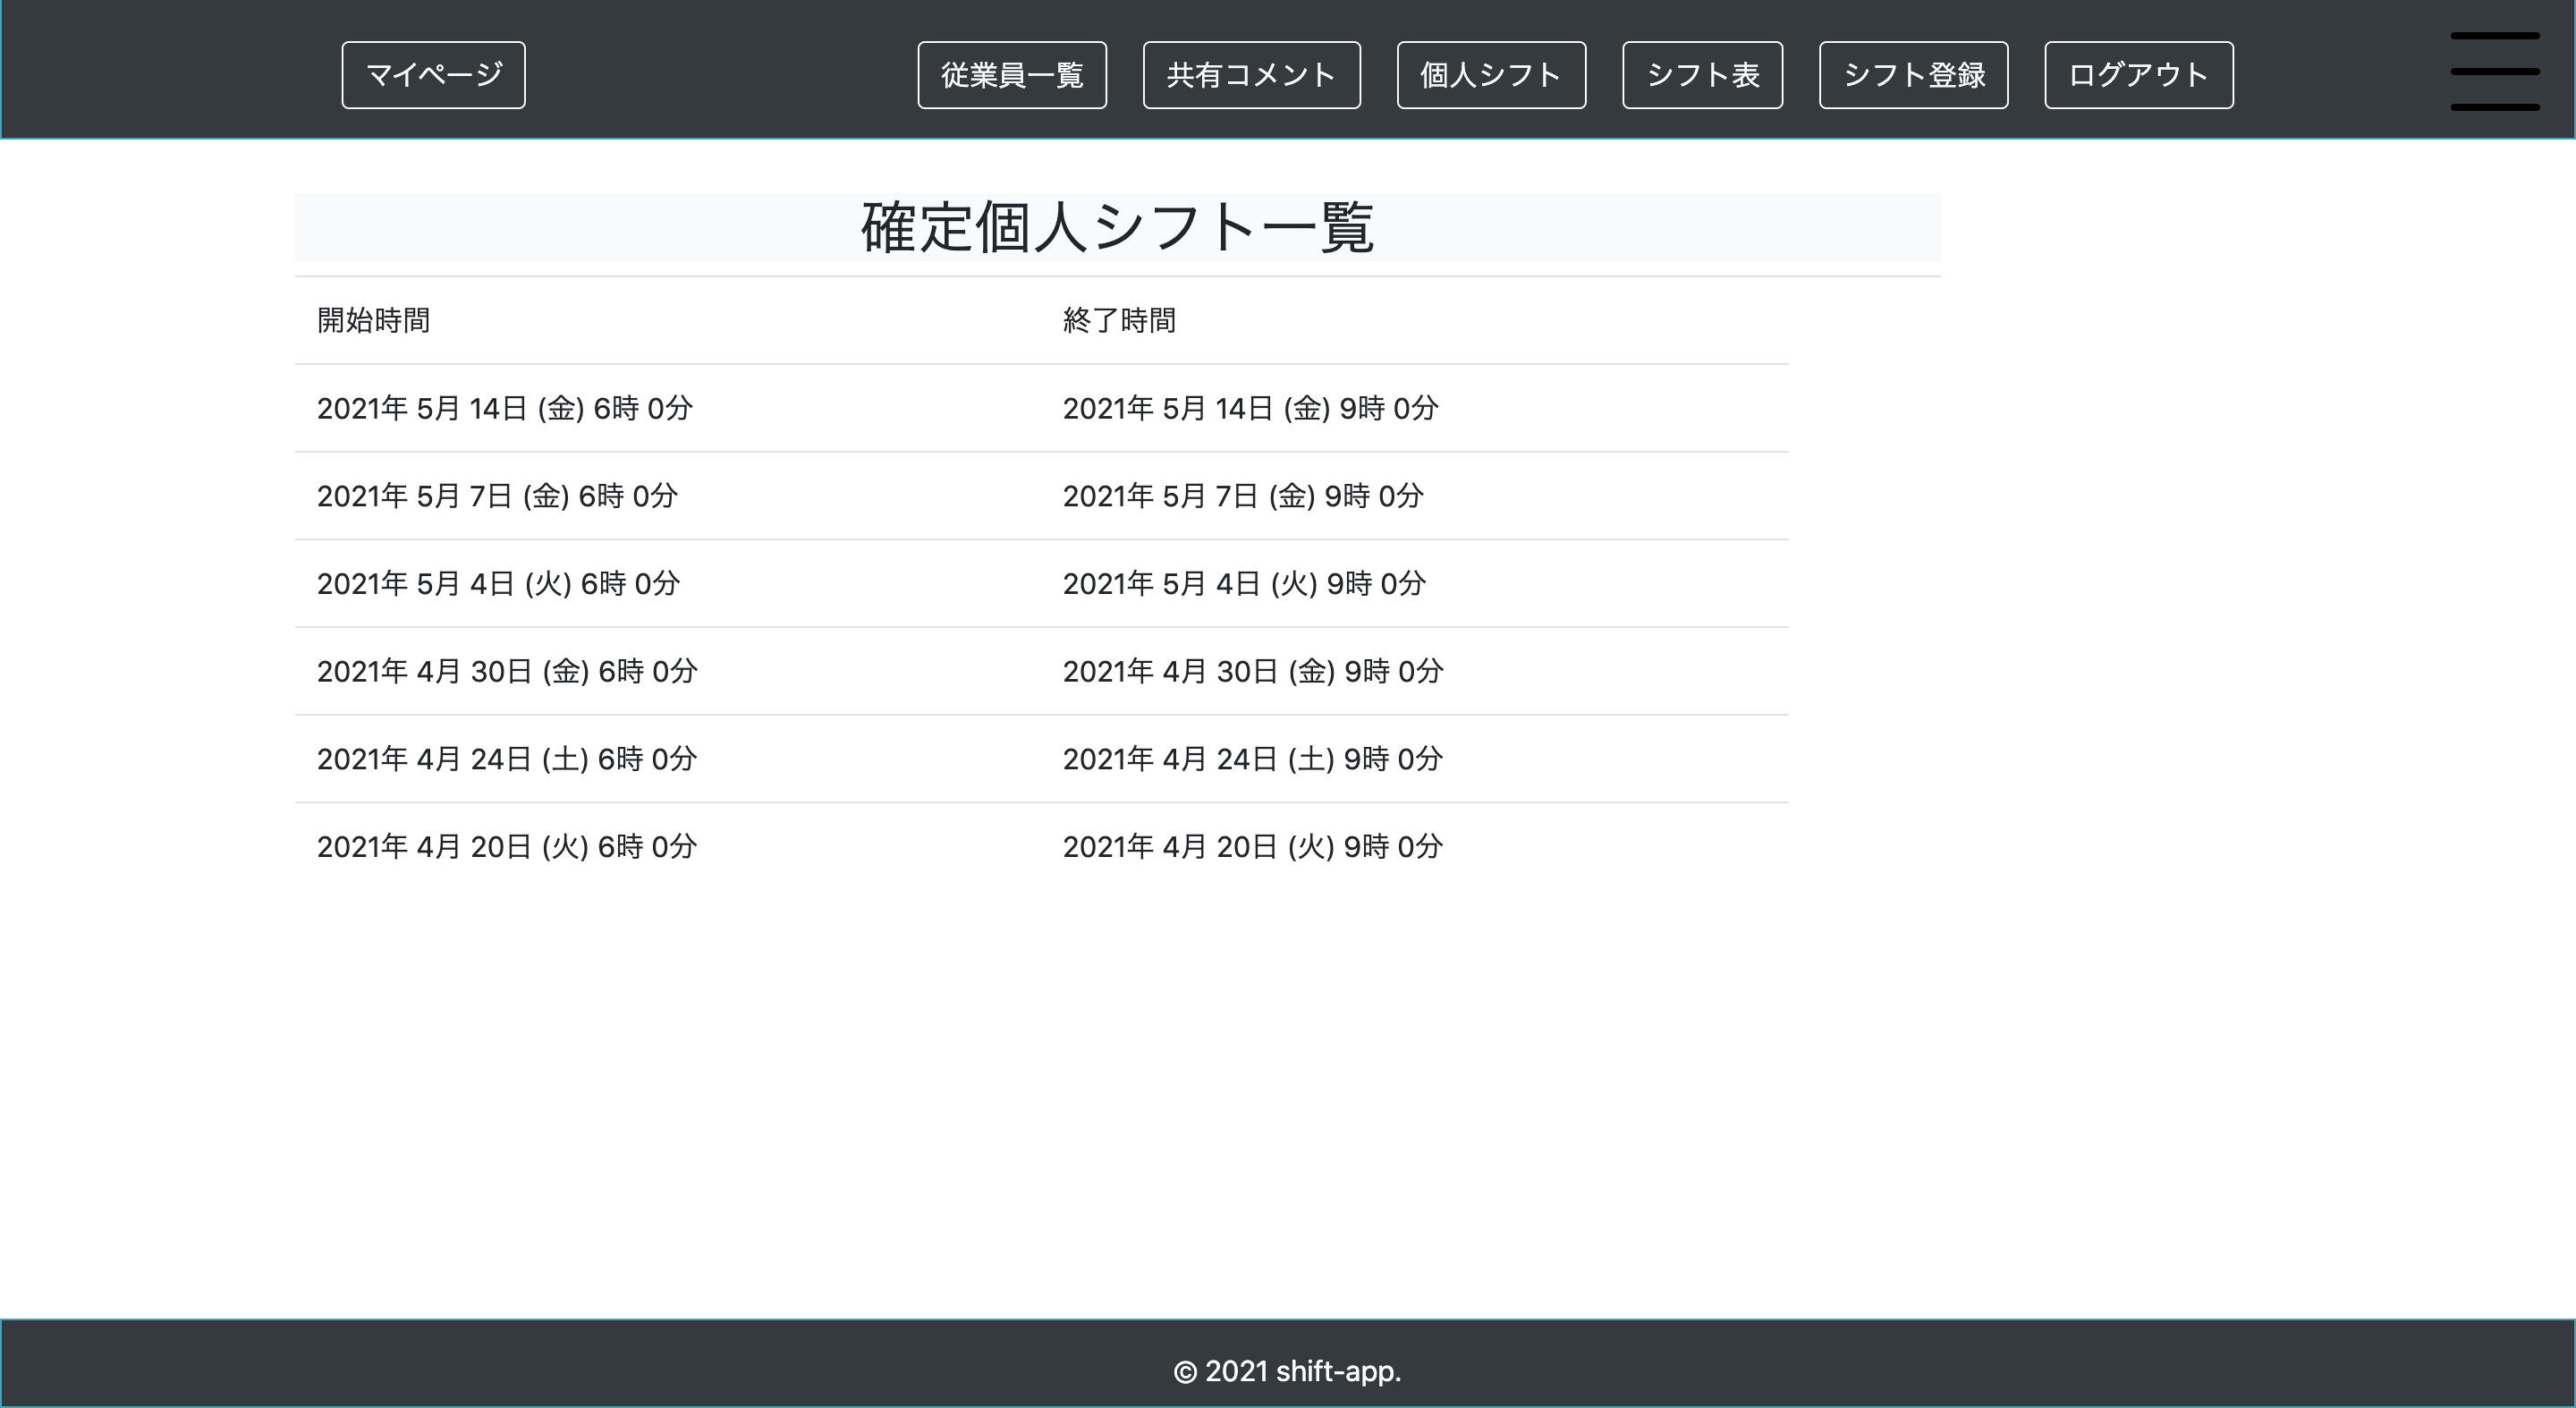 マイページ 従業員一覧 共有コメント 個人シフト シフト表 シフト登録 ログアウト
確定個人シフト一覧
開始時間 終了時間
2021年 5月 14日 (金) 6時 0分 2021年 5月 14日 (金) 9時 0分
2021年 5月 7日 (金) 6時 0分 2021年 5月 7日 (金) 9時 0分
2021年 5月 4日 (火) 6時 0分 2021年 5月 4日 (火) 9時 0分
2021年 4月 30日 (金) 6時 0分 2021年 4月 30日 (金) 9時 0分
2021年 4月 24日 (土) 6時 0分 2021年 4月 24日 (土) 9時 0分
2021年 4月 20日 (火) 6時 0分 2021年 4月 20日 (火) 9時 0分
© 2021 shift-app.